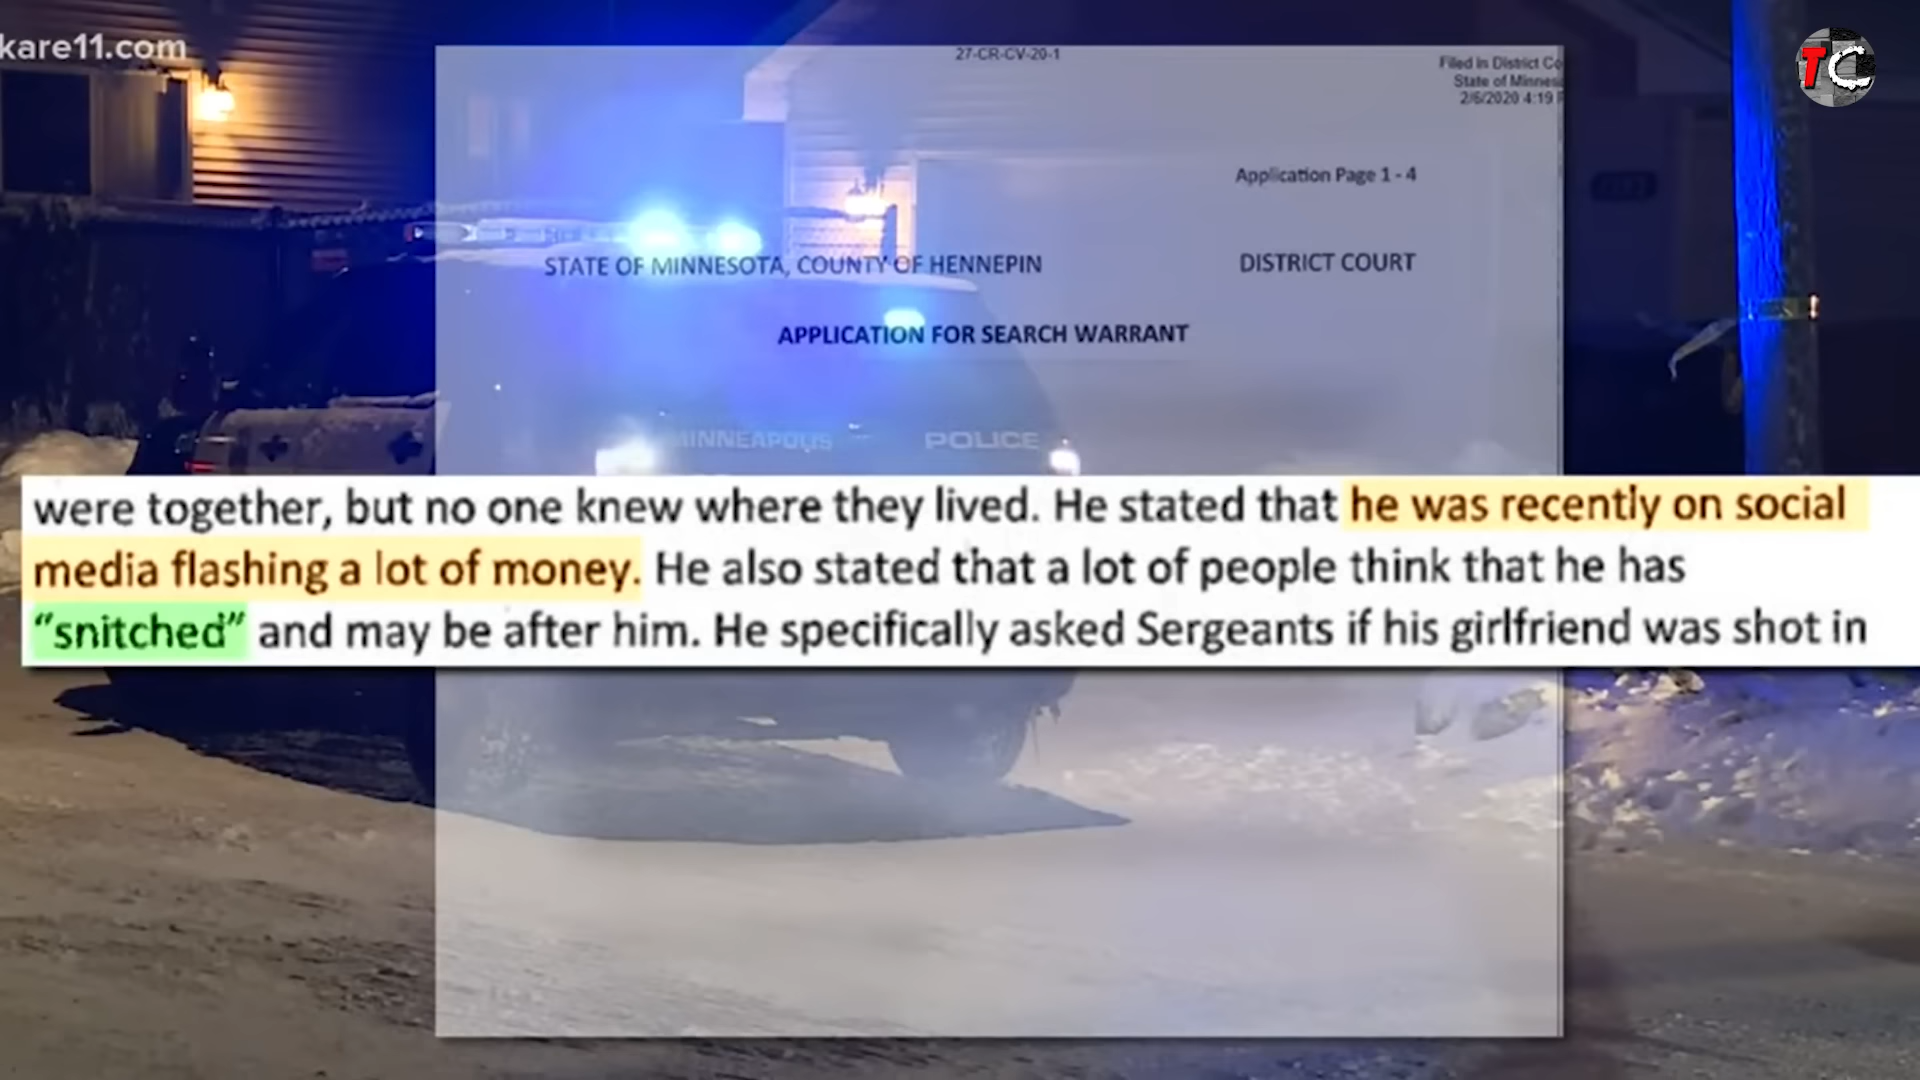 kare11.com
TC
27-CR-CV-20-1
Filed in District Co
State of Minnes
2/6/2020 4:19
Application Page 1 - 4
STATE OF MINNESOTA, COUNTY OF HENNEPIN
DISTRICT COURT
APPLICATION FOR SEARCH WARRANT
MINNEAPOLIS POLICE
were together, but no one knew where they lived. He stated that he was recently on social
media flashing a lot of money. He also stated that a lot of people think that he has
“snitched” and may be after him. He specifically asked Sergeants if his girlfriend was shot in